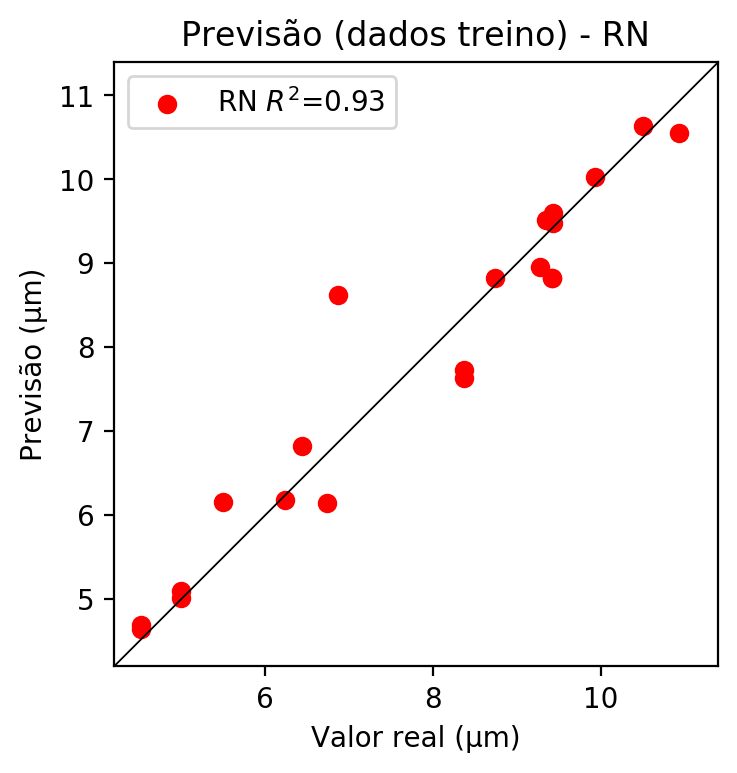 Previsão (dados treino) - RN
RN R²=0.93
11
10
9
8
7
6
5
Previsão (μm)
6 8 10
Valor real (μm)